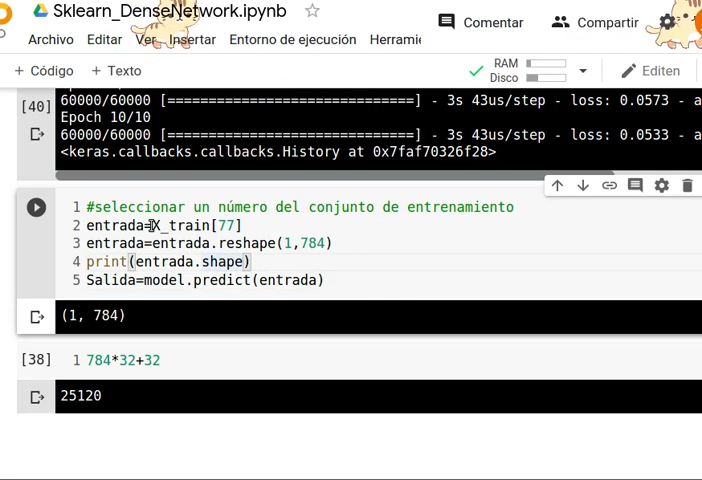 Sklearn_DenseNetwork.ipynb
Comentar
Compartir
Archivo Editar Ver Insertar Entorno de ejecución Herramie
+ Código + Texto
RAM
Disco
Editen
[40]
60000/60000 [==============================] - 3s 43us/step - loss: 0.0573 - a
Epoch 10/10
60000/60000 [==============================] - 3s 43us/step - loss: 0.0533 - a
<keras.callbacks.callbacks.History at 0x7faf70326f28>
1 #seleccionar un número del conjunto de entrenamiento
2 entrada=X_train[77]
3 entrada=entrada.reshape(1,784)
4 print(entrada.shape)
5 Salida=model.predict(entrada)
(1, 784)
[38] 1 784*32+32
25120